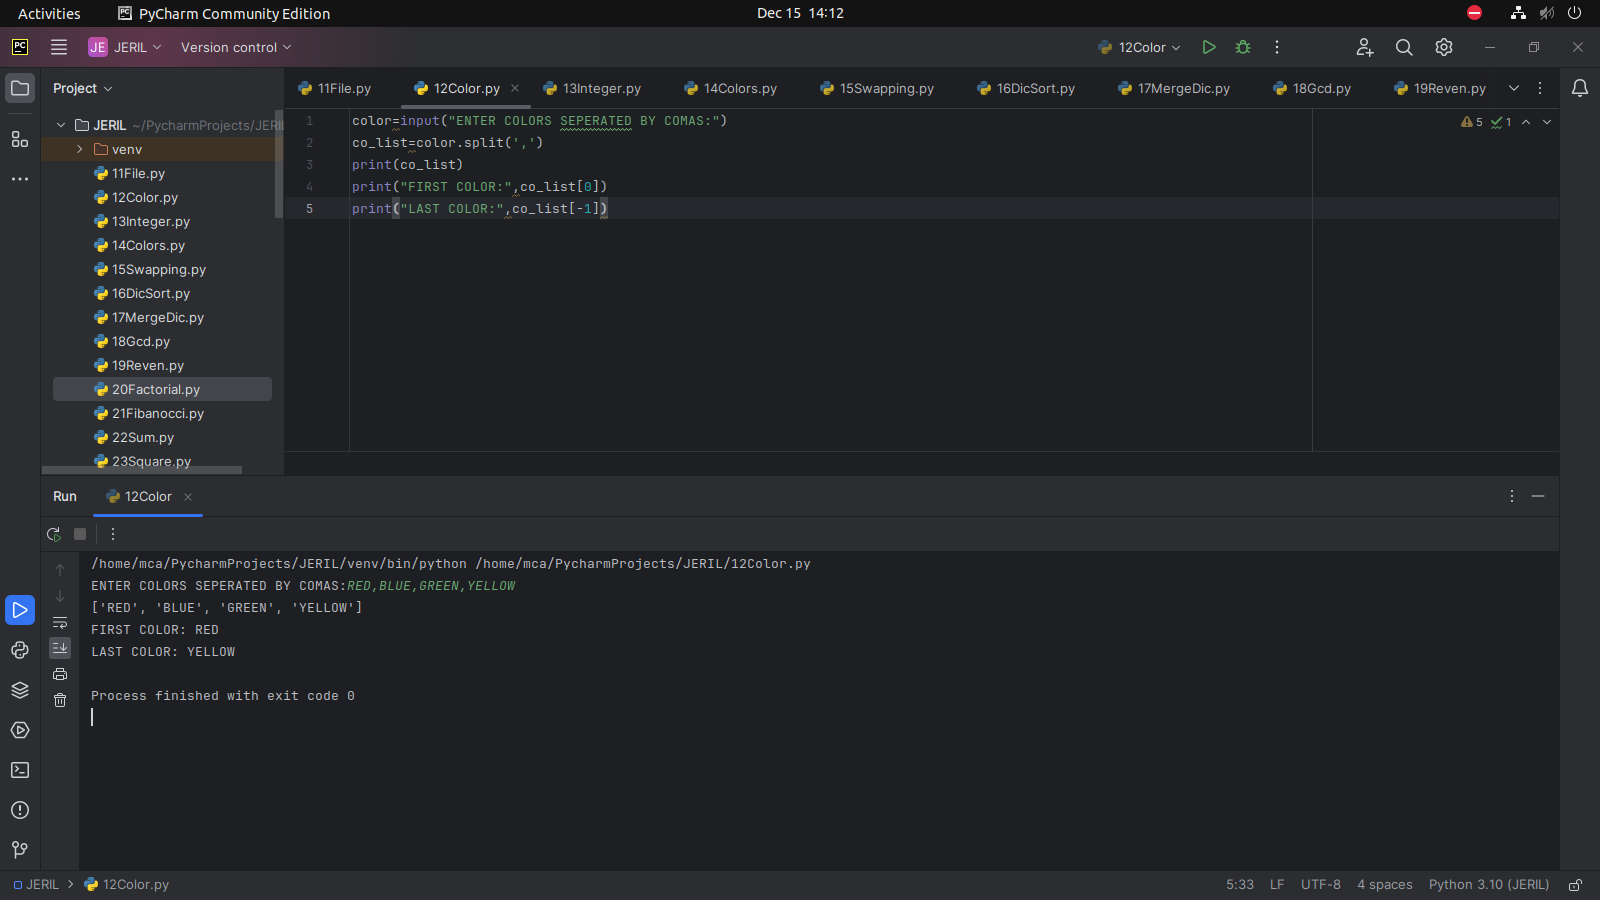 Activities PyCharm Community Edition Dec 15 14:12
PC JE JERIL Version control 12Color
Project 11File.py 12Color.py 13Integer.py 14Colors.py 15Swapping.py 16DicSort.py 17MergeDic.py 18Gcd.py 19Reven.py
JERIL ~/PycharmProjects/JERIL
venv
11File.py
12Color.py
13Integer.py
14Colors.py
15Swapping.py
16DicSort.py
17MergeDic.py
18Gcd.py
19Reven.py
20Factorial.py
21Fibanocci.py
22Sum.py
23Square.py
1 color=input("ENTER COLORS SEPERATED BY COMAS:") 5 1
2 co_list=color.split(',')
3 print(co_list)
4 print("FIRST COLOR:",co_list[0])
5 print("LAST COLOR:",co_list[-1])
Run 12Color
/home/mca/PycharmProjects/JERIL/venv/bin/python /home/mca/PycharmProjects/JERIL/12Color.py
ENTER COLORS SEPERATED BY COMAS:RED,BLUE,GREEN,YELLOW
['RED', 'BLUE', 'GREEN', 'YELLOW']
FIRST COLOR: RED
LAST COLOR: YELLOW
Process finished with exit code 0
JERIL 12Color.py 5:33 LF UTF-8 4 spaces Python 3.10 (JERIL)